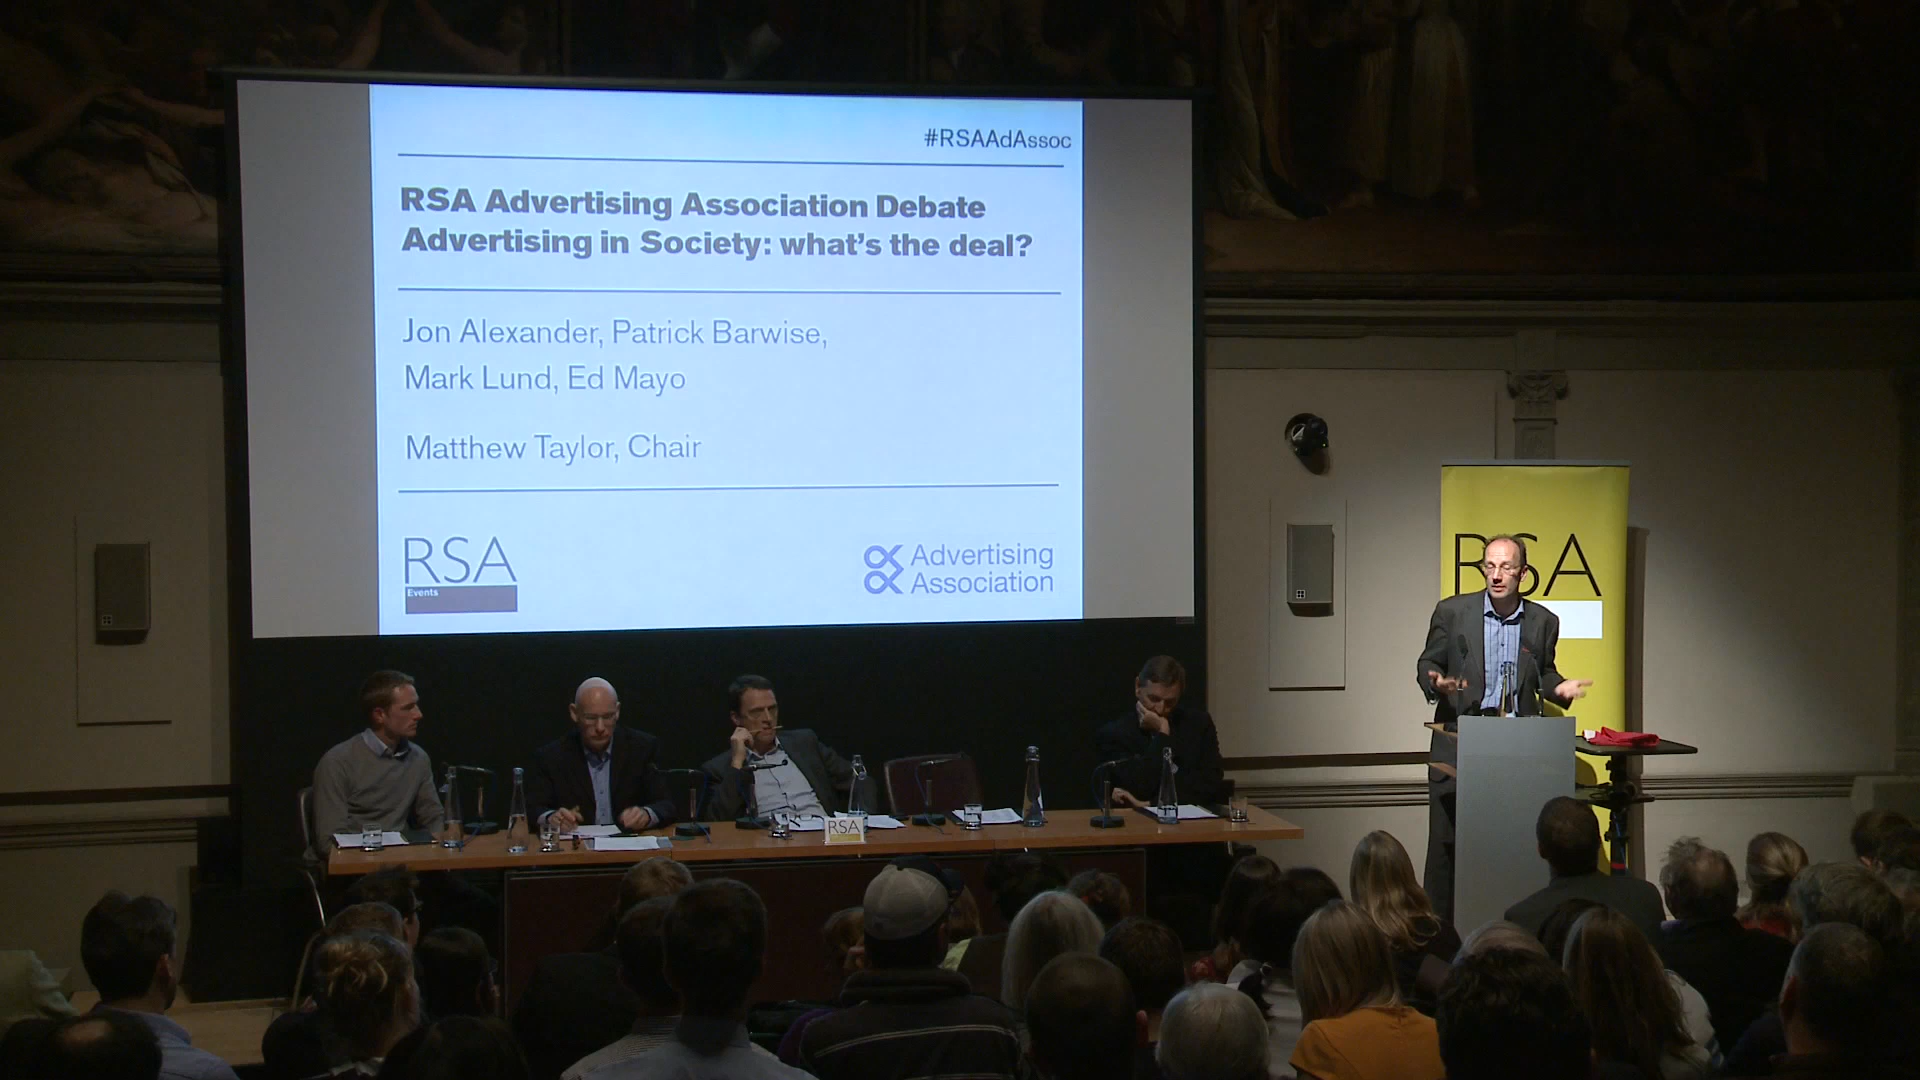 #RSAAdAssoc
RSA Advertising Association Debate
Advertising in Society: what's the deal?
Jon Alexander, Patrick Barwise,
Mark Lund, Ed Mayo
Matthew Taylor, Chair
RSA
Events
Advertising
Association
RSA
RSA